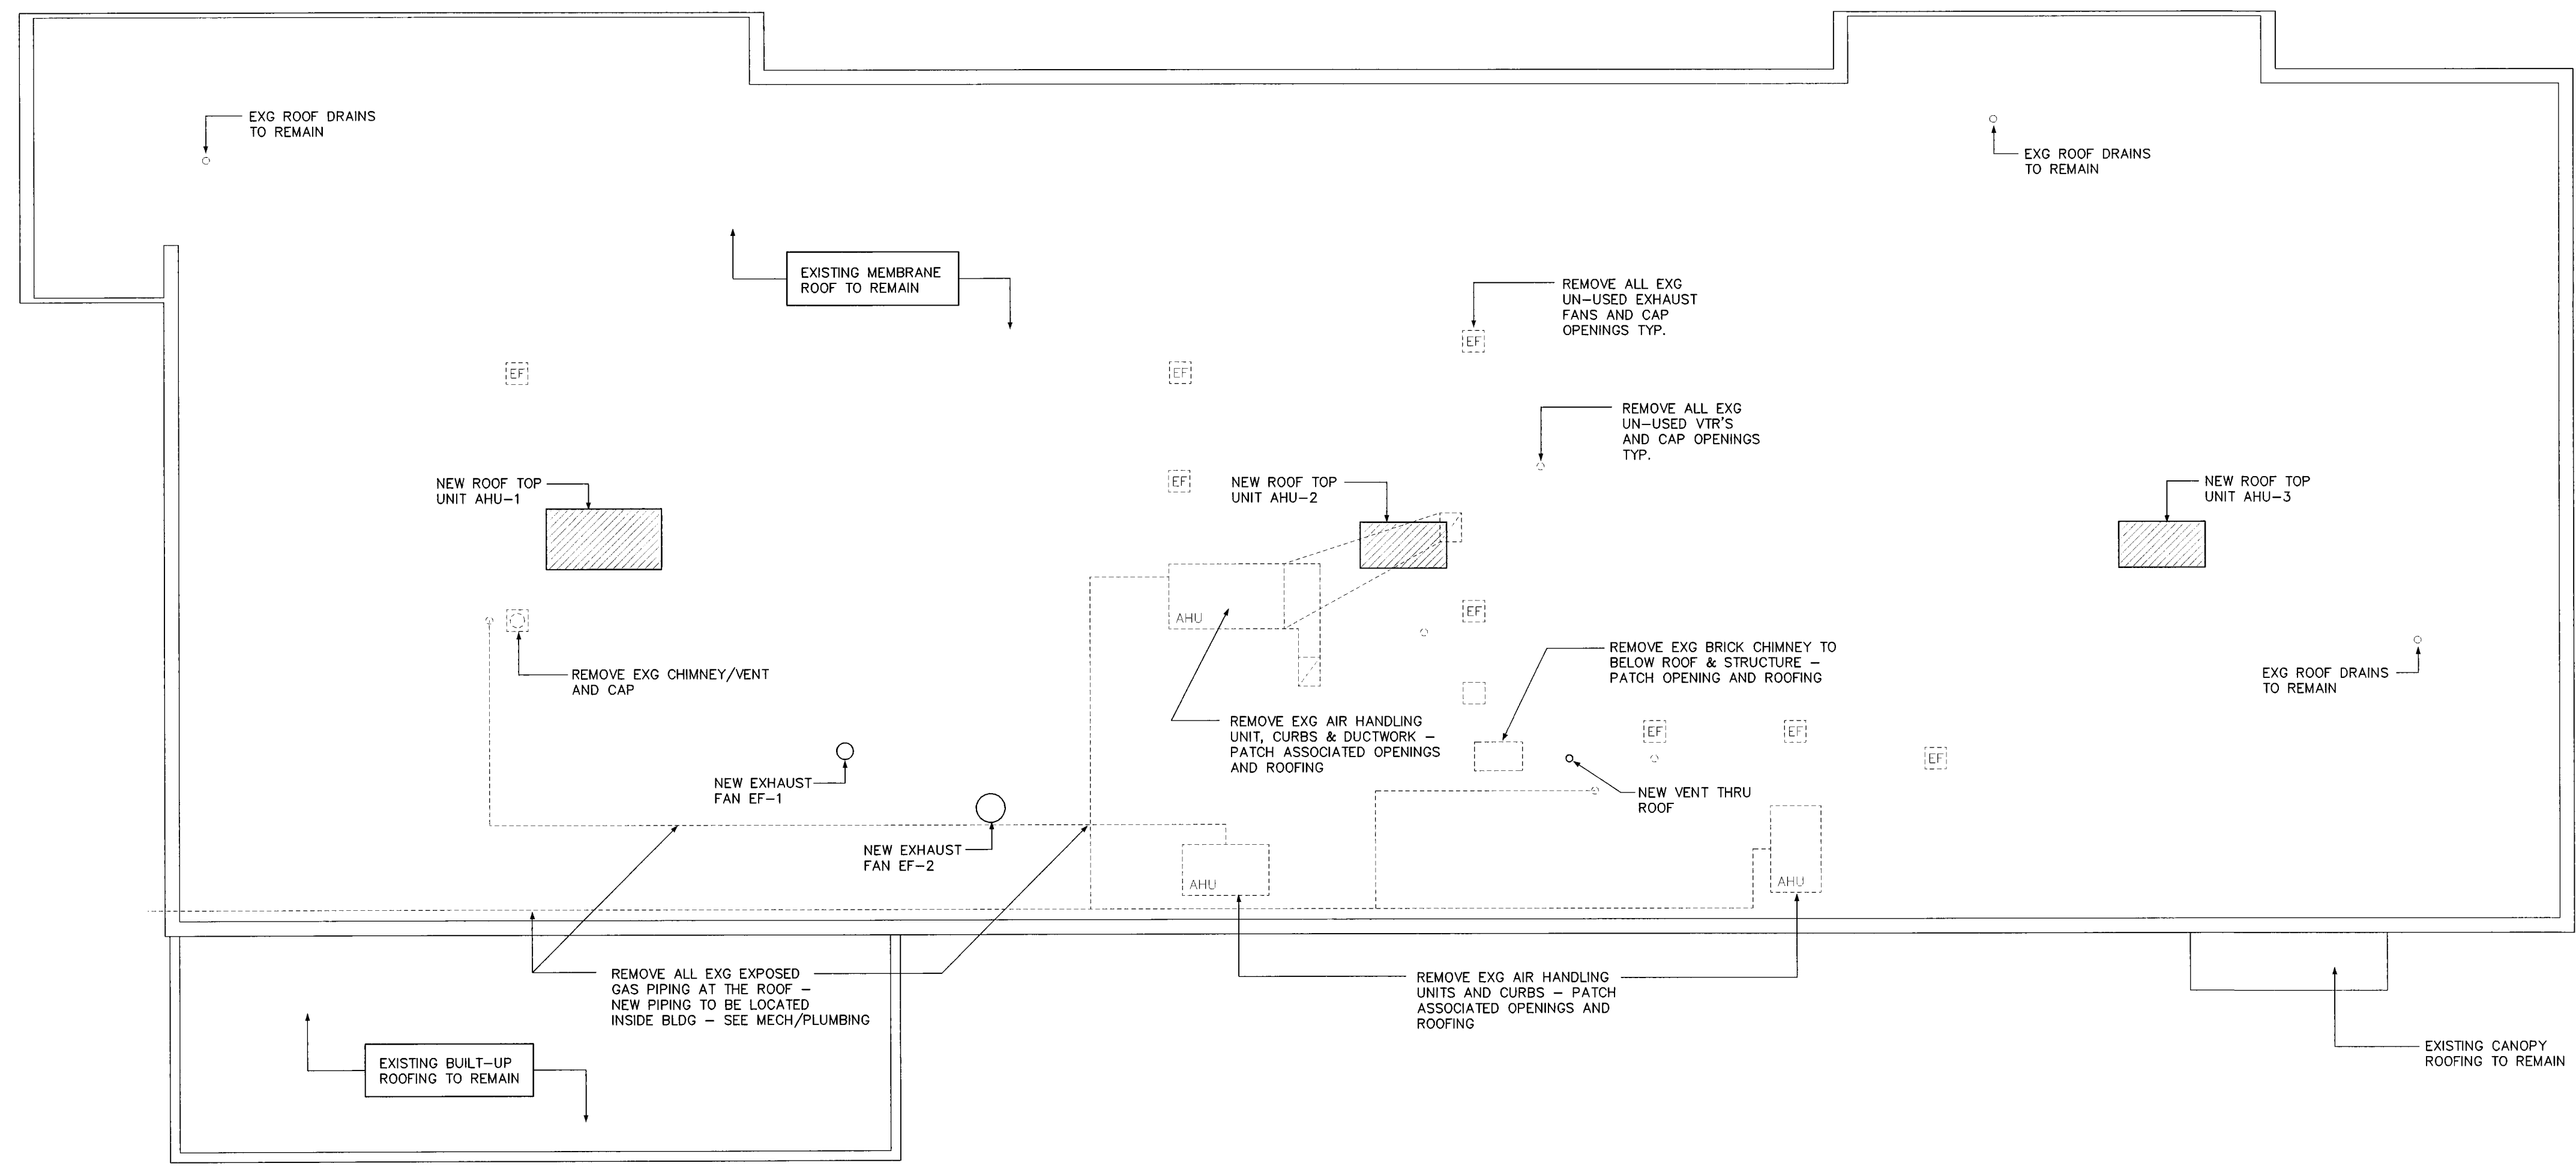 EXG ROOF DRAINS
TO REMAIN
EXG ROOF DRAINS
TO REMAIN
EXISTING MEMBRANE
ROOF TO REMAIN
REMOVE ALL EXG
UN-USED EXHAUST
FANS AND CAP
OPENINGS TYP.
EF
EF
EF
REMOVE ALL EXG
UN-USED VTR'S
AND CAP OPENINGS
TYP.
NEW ROOF TOP
UNIT AHU-1
EF
NEW ROOF TOP
UNIT AHU-2
NEW ROOF TOP
UNIT AHU-3
AHU
EF
REMOVE EXG CHIMNEY/VENT
AND CAP
REMOVE EXG BRICK CHIMNEY TO
BELOW ROOF & STRUCTURE -
PATCH OPENING AND ROOFING
EXG ROOF DRAINS
TO REMAIN
REMOVE EXG AIR HANDLING
UNIT, CURBS & DUCTWORK -
PATCH ASSOCIATED OPENINGS
AND ROOFING
EF
EF
EF
NEW EXHAUST
FAN EF-1
NEW VENT THRU
ROOF
NEW EXHAUST
FAN EF-2
AHU
AHU
REMOVE ALL EXG EXPOSED
GAS PIPING AT THE ROOF -
NEW PIPING TO BE LOCATED
INSIDE BLDG - SEE MECH/PLUMBING
REMOVE EXG AIR HANDLING
UNITS AND CURBS - PATCH
ASSOCIATED OPENINGS AND
ROOFING
EXISTING BUILT-UP
ROOFING TO REMAIN
EXISTING CANOPY
ROOFING TO REMAIN